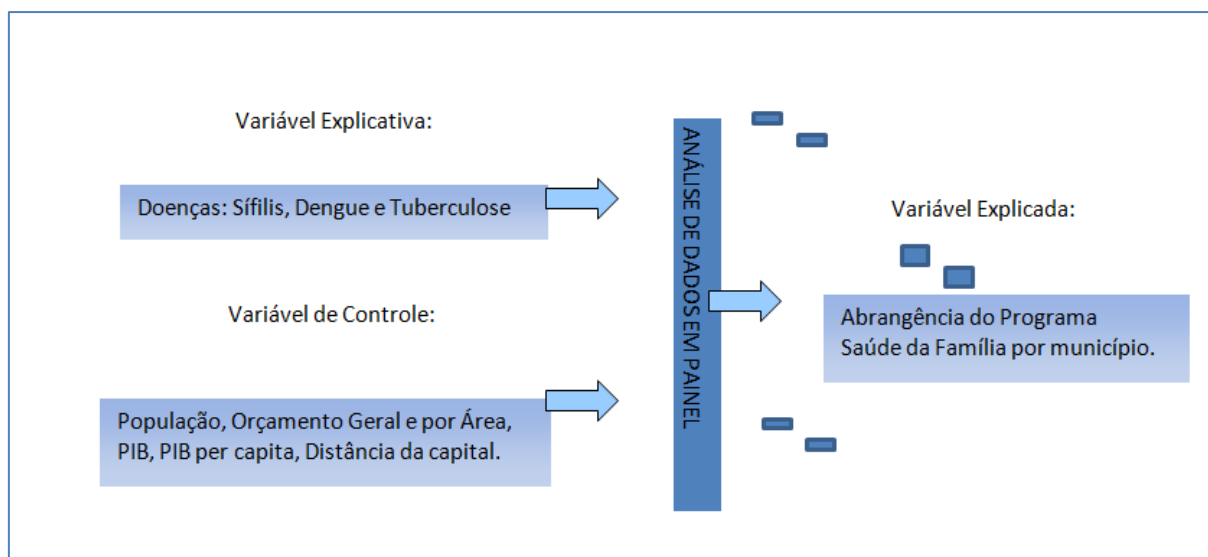 Variável Explicativa:
Doenças: Sífilis, Dengue e Tuberculose
Variável de Controle:
População, Orçamento Geral e por Área,
PIB, PIB per capita, Distância da capital.
ANÁLISE DE DADOS EM PAINEL
Variável Explicada:
Abrangência do Programa
Saúde da Família por município.